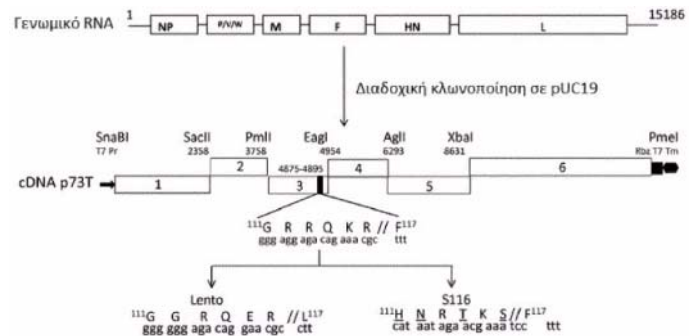 Γενωμικό RNA 1 15186
NP P/V/W M F HN L
Διαδοχική κλωνοποίηση σε pUC19
SnaBI SacII PmlI EagI AglI XbaI PmeI
T7 Pr 2358 3758 4954 6293 8631 Rbz T7 Tm
4875-4895
cDNA p73T 1 2 3 4 5 6
¹¹¹G R R Q K R // F¹¹⁷
ggg agg aga cag aaa cgc ttt
Lento S116
¹¹¹G G R Q E R //L¹¹⁷ ¹¹¹H N R T K S//F¹¹⁷
ggg ggg aga cag gaa cgc ctt cat aat aga acg aaa tcc ttt